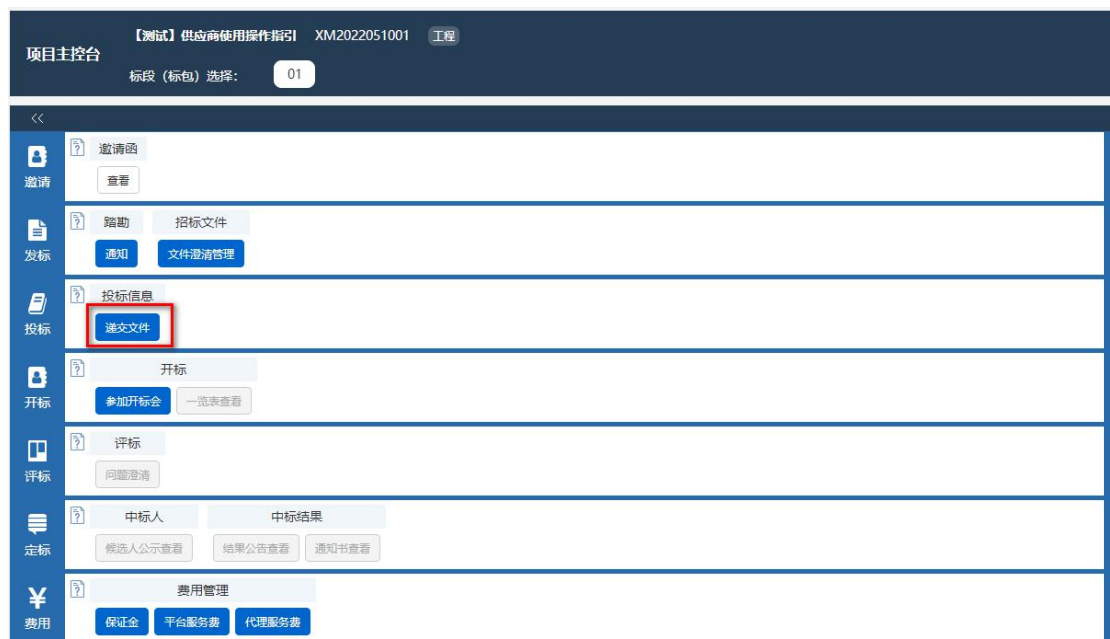 项目主控台
【测试】供应商使用操作指引 XM2022051001 工程
标段（标包）选择： 01
<<
邀请
邀请函
查看
发标
踏勘 招标文件
通知 文件澄清管理
投标
投标信息
递交文件
开标
开标
参加开标会 一览表查看
评标
评标
问题澄清
定标
中标人 中标结果
候选人公示查看 结果公告查看 通知书查看
费用
费用管理
保证金 平台服务费 代理服务费